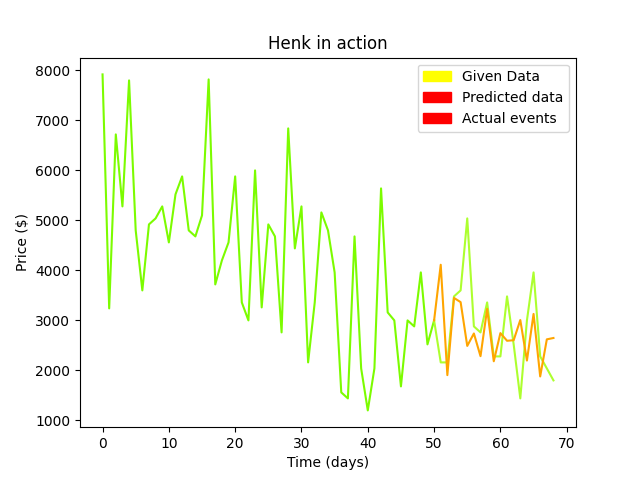 Henk in action
Given Data
Predicted data
Actual events
8000
7000
6000
5000
4000
3000
2000
1000
Price ($)
0 10 20 30 40 50 60 70
Time (days)